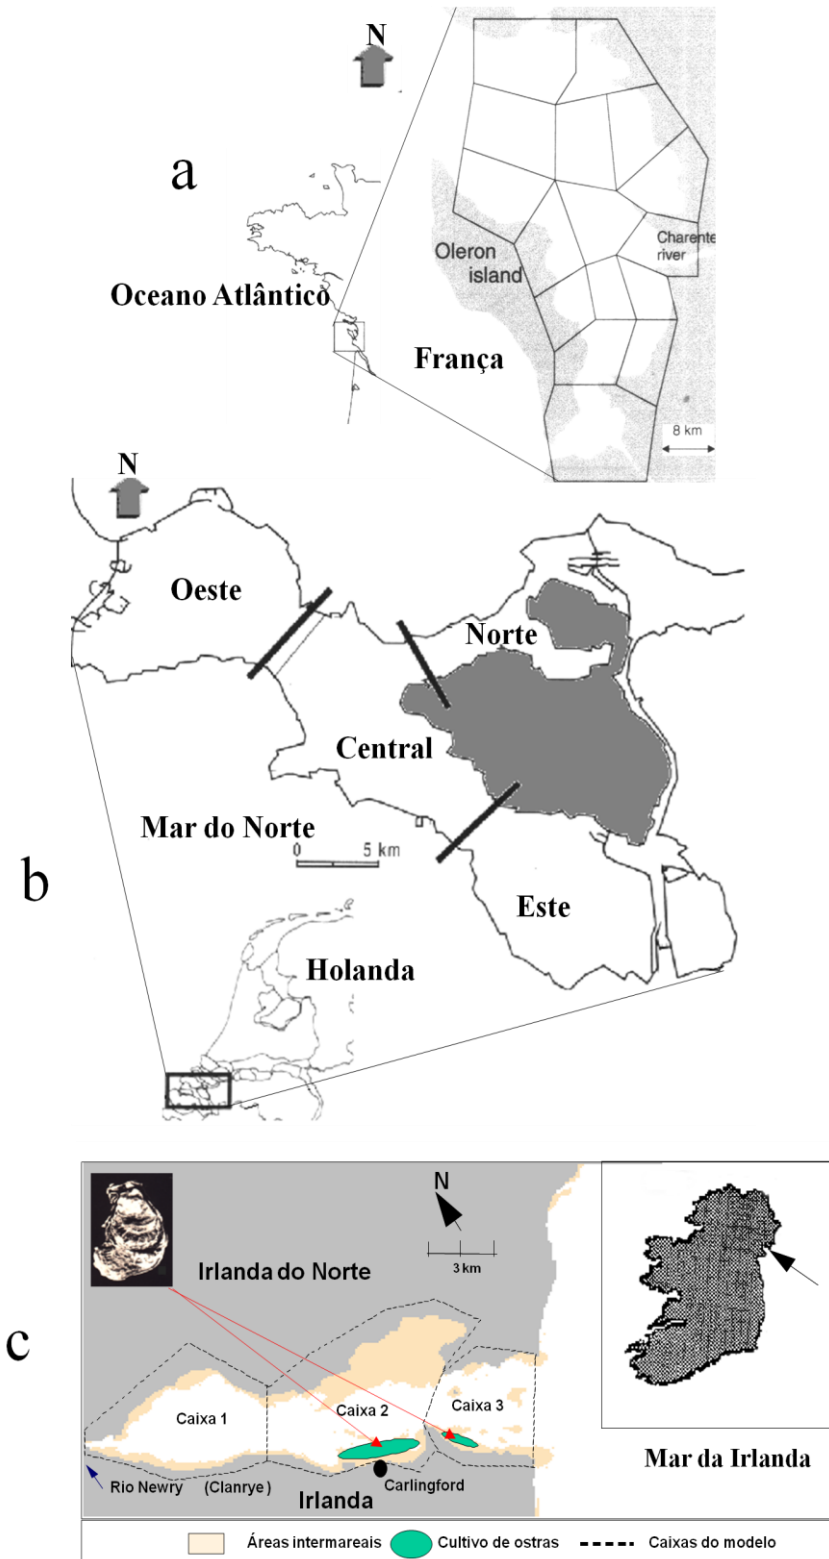 N
a
Oleron
island
Charente
river
Oceano Atlântico
França
8 km
N
Oeste
Norte
Central
Mar do Norte
0 5 km
b
Este
Holanda
N
3 km
Irlanda do Norte
c
Caixa 1
Caixa 2
Caixa 3
Mar da Irlanda
Rio Newry (Clanrye)
Carlingford
Irlanda
Áreas intermareais Cultivo de ostras Caixas do modelo